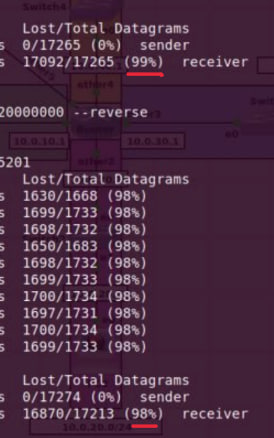 Switch4
Lost/Total Datagrams
s 0/17265 (0%) sender
s 17092/17265 (99%) receiver
ether4
20000000 --reverse
10.0.10.1
10.0.30.1
e0
5201
ether2
Lost/Total Datagrams
s 1630/1668 (98%)
s 1699/1733 (98%)
s 1698/1732 (98%)
s 1650/1683 (98%)
s 1698/1732 (98%)
s 1699/1733 (98%)
s 1700/1734 (98%)
s 1697/1731 (98%)
s 1700/1734 (98%)
s 1699/1733 (98%)
Lost/Total Datagrams
s 0/17274 (0%) sender
s 16870/17213 (98%) receiver
10.0.20.0/24